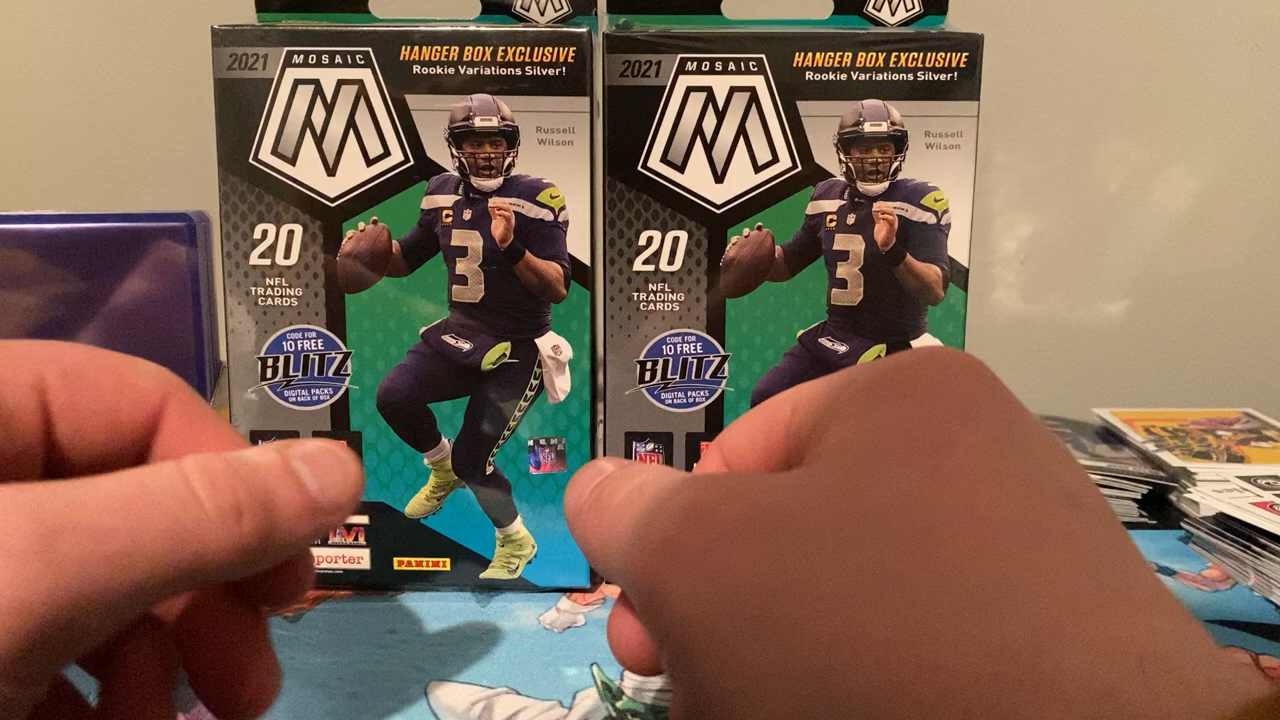 2021
MOSAIC
HANGER BOX EXCLUSIVE
Rookie Variations Silver!
Russell
Wilson
3
C
20
NFL
TRADING
CARDS
CODE FOR
10 FREE
BLITZ
DIGITAL PACKS
ON BACK OF BOX
porter
PANINI
2021
MOSAIC
HANGER BOX EXCLUSIVE
Rookie Variations Silver!
Russell
Wilson
3
C
20
NFL
TRADING
CARDS
CODE FOR
10 FREE
BLITZ
DIGITAL PACKS
ON BACK OF BOX
NFL